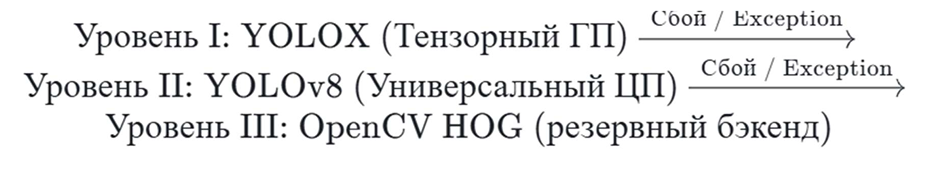 Уровень I: YOLOX (Тензорный ГП) Сбой / Exception
Уровень II: YOLOv8 (Универсальный ЦП) Сбой / Exception
Уровень III: OpenCV HOG (резервный бэкенд)